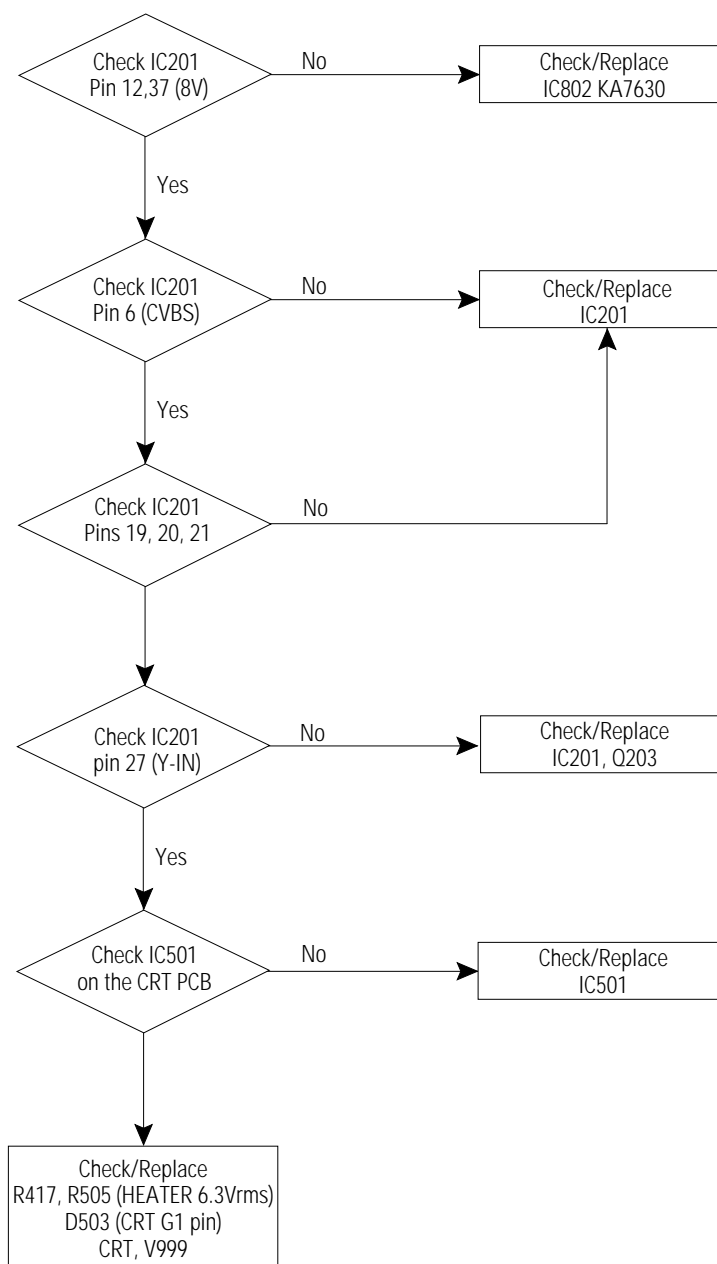 Check IC201
Pin 12,37 (8V)
No
Check/Replace
IC802 KA7630
Yes
Check IC201
Pin 6 (CVBS)
No
Check/Replace
IC201
Yes
Check IC201
Pins 19, 20, 21
No
Check IC201
pin 27 (Y-IN)
No
Check/Replace
IC201, Q203
Yes
Check IC501
on the CRT PCB
No
Check/Replace
IC501
Check/Replace
R417, R505 (HEATER 6.3Vrms)
D503 (CRT G1 pin)
CRT, V999